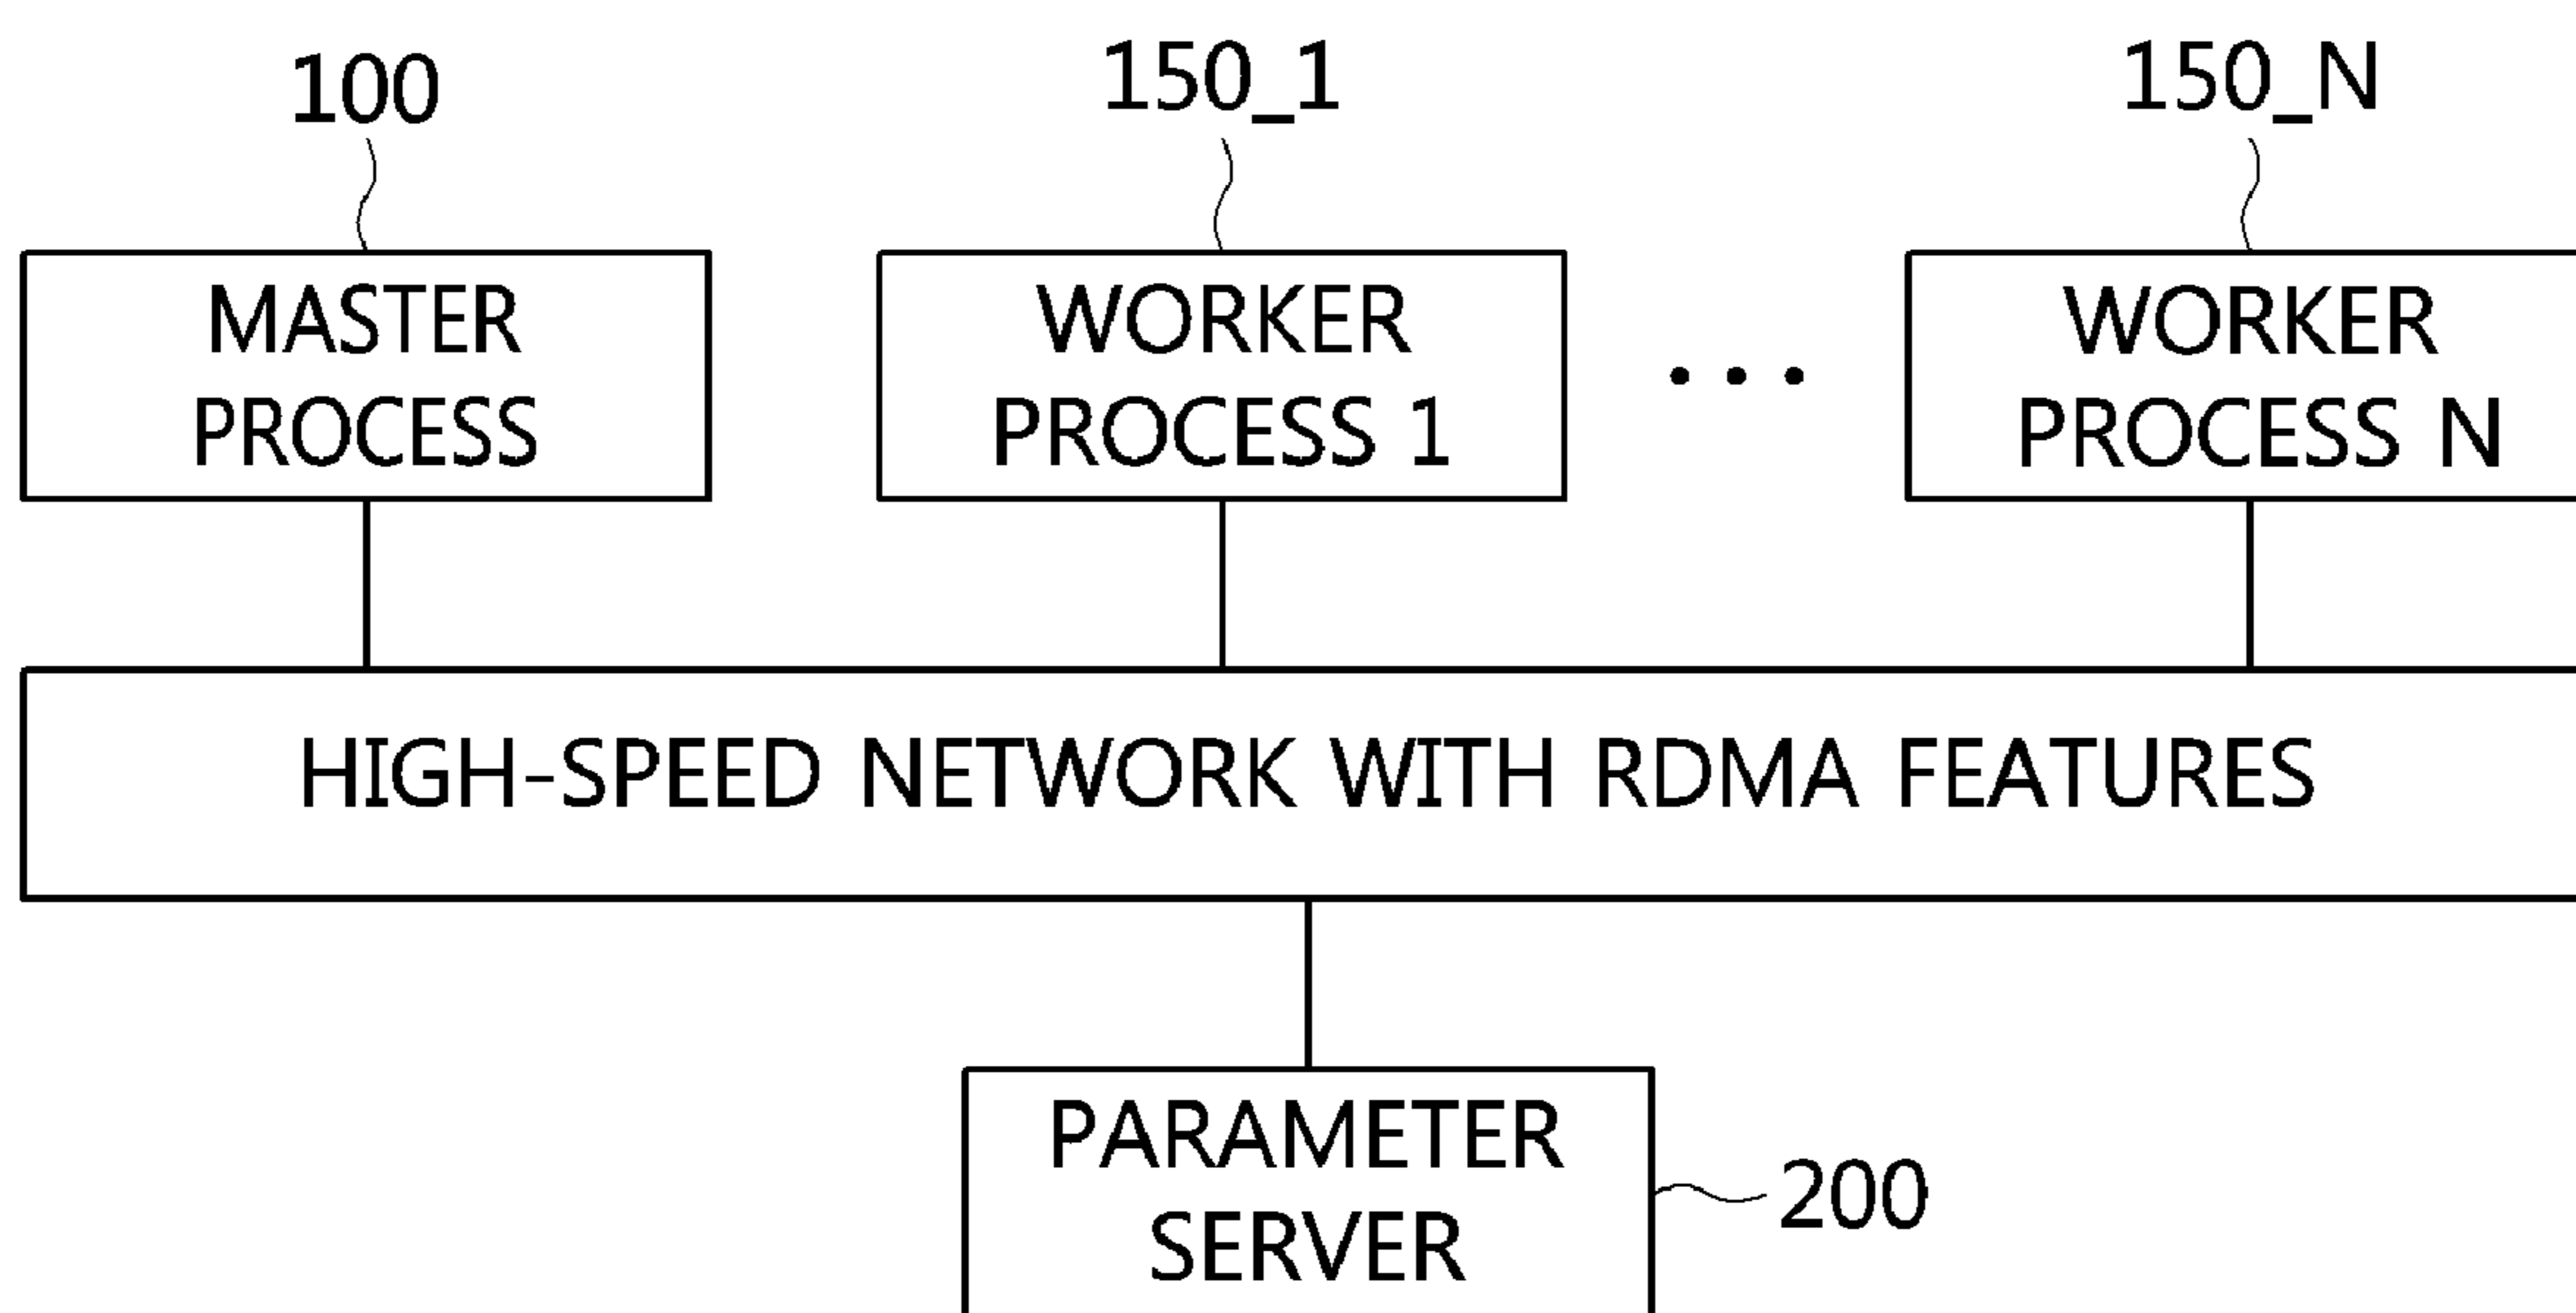 100
150_1
150_N
MASTER
PROCESS
WORKER
PROCESS 1
...
WORKER
PROCESS N
HIGH-SPEED NETWORK WITH RDMA FEATURES
PARAMETER
SERVER
200